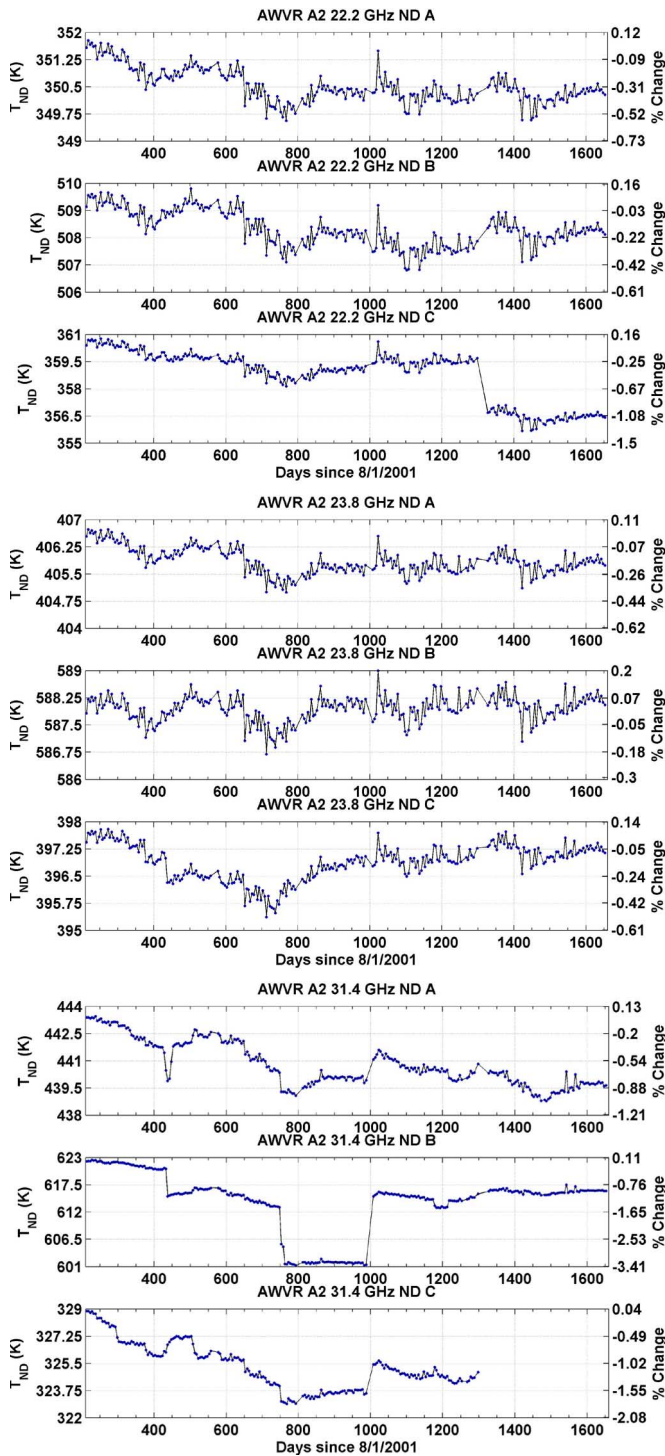 AWVR A2 22.2 GHz ND A
352
351.25
350.5
349.75
349
T_ND (K)
0.12
-0.09
-0.31
-0.52
-0.73
% Change
400 600 800 1000 1200 1400 1600
AWVR A2 22.2 GHz ND B
510
509
508
507
506
T_ND (K)
0.16
-0.03
-0.22
-0.42
-0.61
% Change
400 600 800 1000 1200 1400 1600
AWVR A2 22.2 GHz ND C
361
359.5
358
356.5
355
T_ND (K)
0.16
-0.25
-0.67
-1.08
-1.5
% Change
400 600 800 1000 1200 1400 1600
Days since 8/1/2001
AWVR A2 23.8 GHz ND A
407
406.25
405.5
404.75
404
T_ND (K)
0.11
-0.07
-0.26
-0.44
-0.62
% Change
400 600 800 1000 1200 1400 1600
AWVR A2 23.8 GHz ND B
589
588.25
587.5
586.75
586
T_ND (K)
0.2
0.07
-0.05
-0.18
-0.3
% Change
400 600 800 1000 1200 1400 1600
AWVR A2 23.8 GHz ND C
398
397.25
396.5
395.75
395
T_ND (K)
0.14
-0.05
-0.24
-0.42
-0.61
% Change
400 600 800 1000 1200 1400 1600
Days since 8/1/2001
AWVR A2 31.4 GHz ND A
444
442.5
441
439.5
438
T_ND (K)
0.13
-0.2
-0.54
-0.88
-1.21
% Change
400 600 800 1000 1200 1400 1600
AWVR A2 31.4 GHz ND B
623
617.5
612
606.5
601
T_ND (K)
0.11
-0.76
-1.65
-2.53
-3.41
% Change
400 600 800 1000 1200 1400 1600
AWVR A2 31.4 GHz ND C
329
327.25
325.5
323.75
322
T_ND (K)
0.04
-0.49
-1.02
-1.55
-2.08
% Change
400 600 800 1000 1200 1400 1600
Days since 8/1/2001